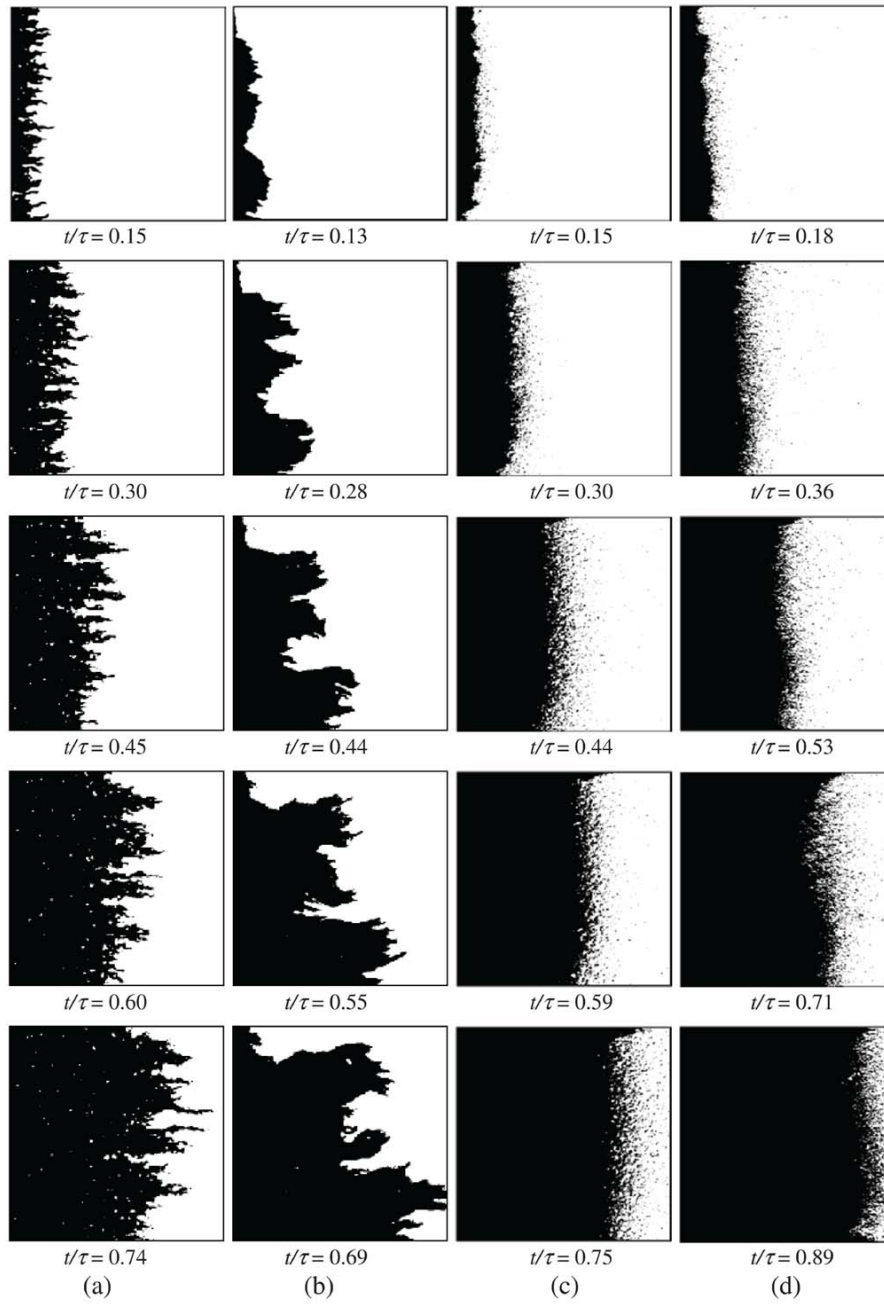 t/τ = 0.15 t/τ = 0.13 t/τ = 0.15 t/τ = 0.18
t/τ = 0.30 t/τ = 0.28 t/τ = 0.30 t/τ = 0.36
t/τ = 0.45 t/τ = 0.44 t/τ = 0.44 t/τ = 0.53
t/τ = 0.60 t/τ = 0.55 t/τ = 0.59 t/τ = 0.71
t/τ = 0.74 t/τ = 0.69 t/τ = 0.75 t/τ = 0.89
(a) (b) (c) (d)